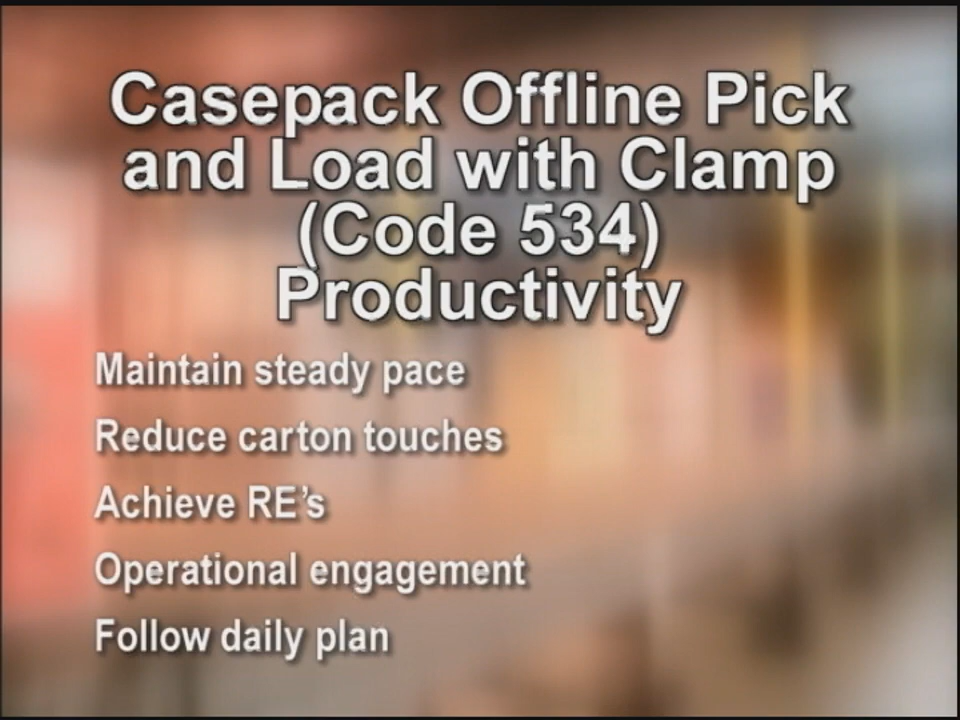 Casepack Offline Pick
and Load with Clamp
(Code 534)
Productivity
Maintain steady pace
Reduce carton touches
Achieve RE’s
Operational engagement
Follow daily plan